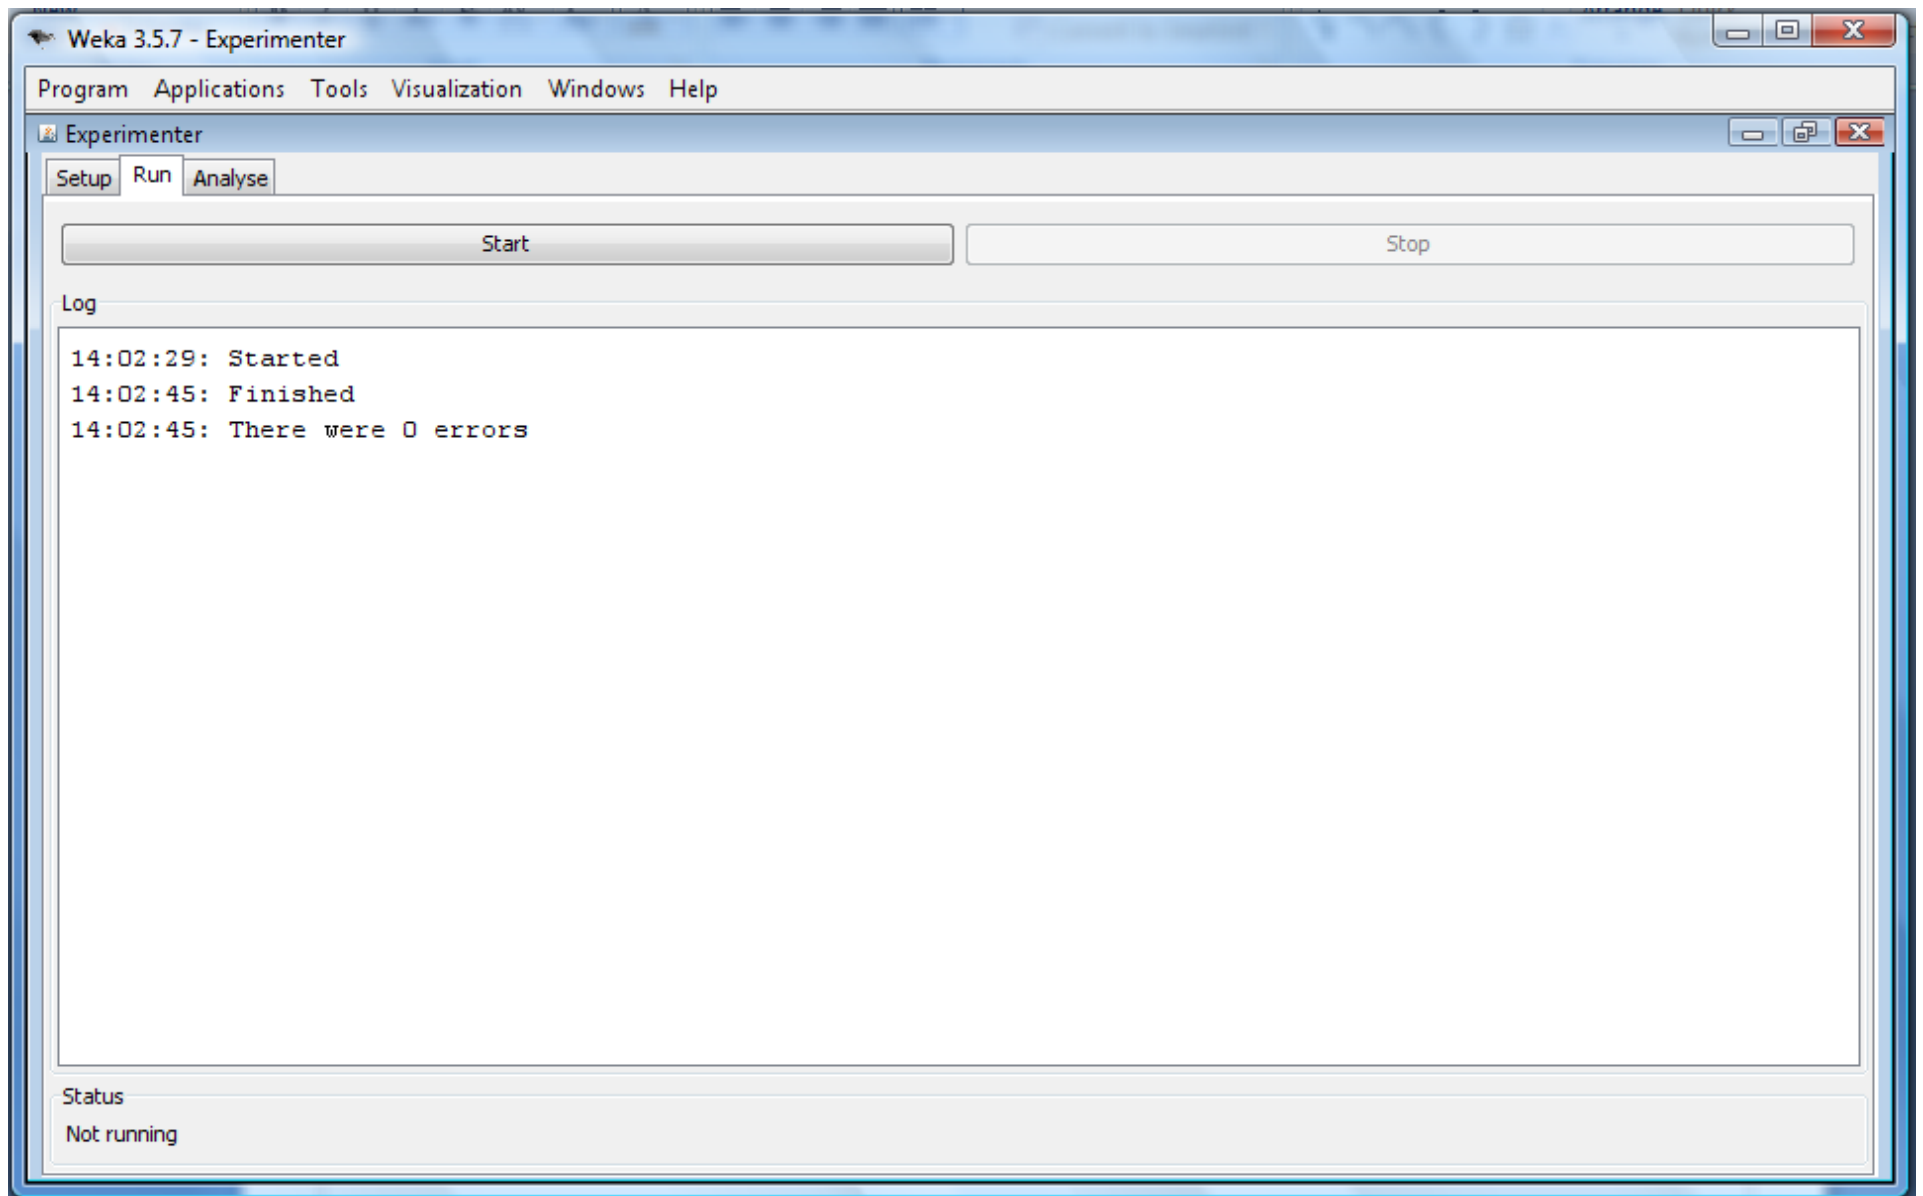 Weka 3.5.7 - Experimenter
Program Applications Tools Visualization Windows Help
Experimenter
Setup Run Analyse
Start Stop
Log
14:02:29: Started
14:02:45: Finished
14:02:45: There were 0 errors
Status
Not running